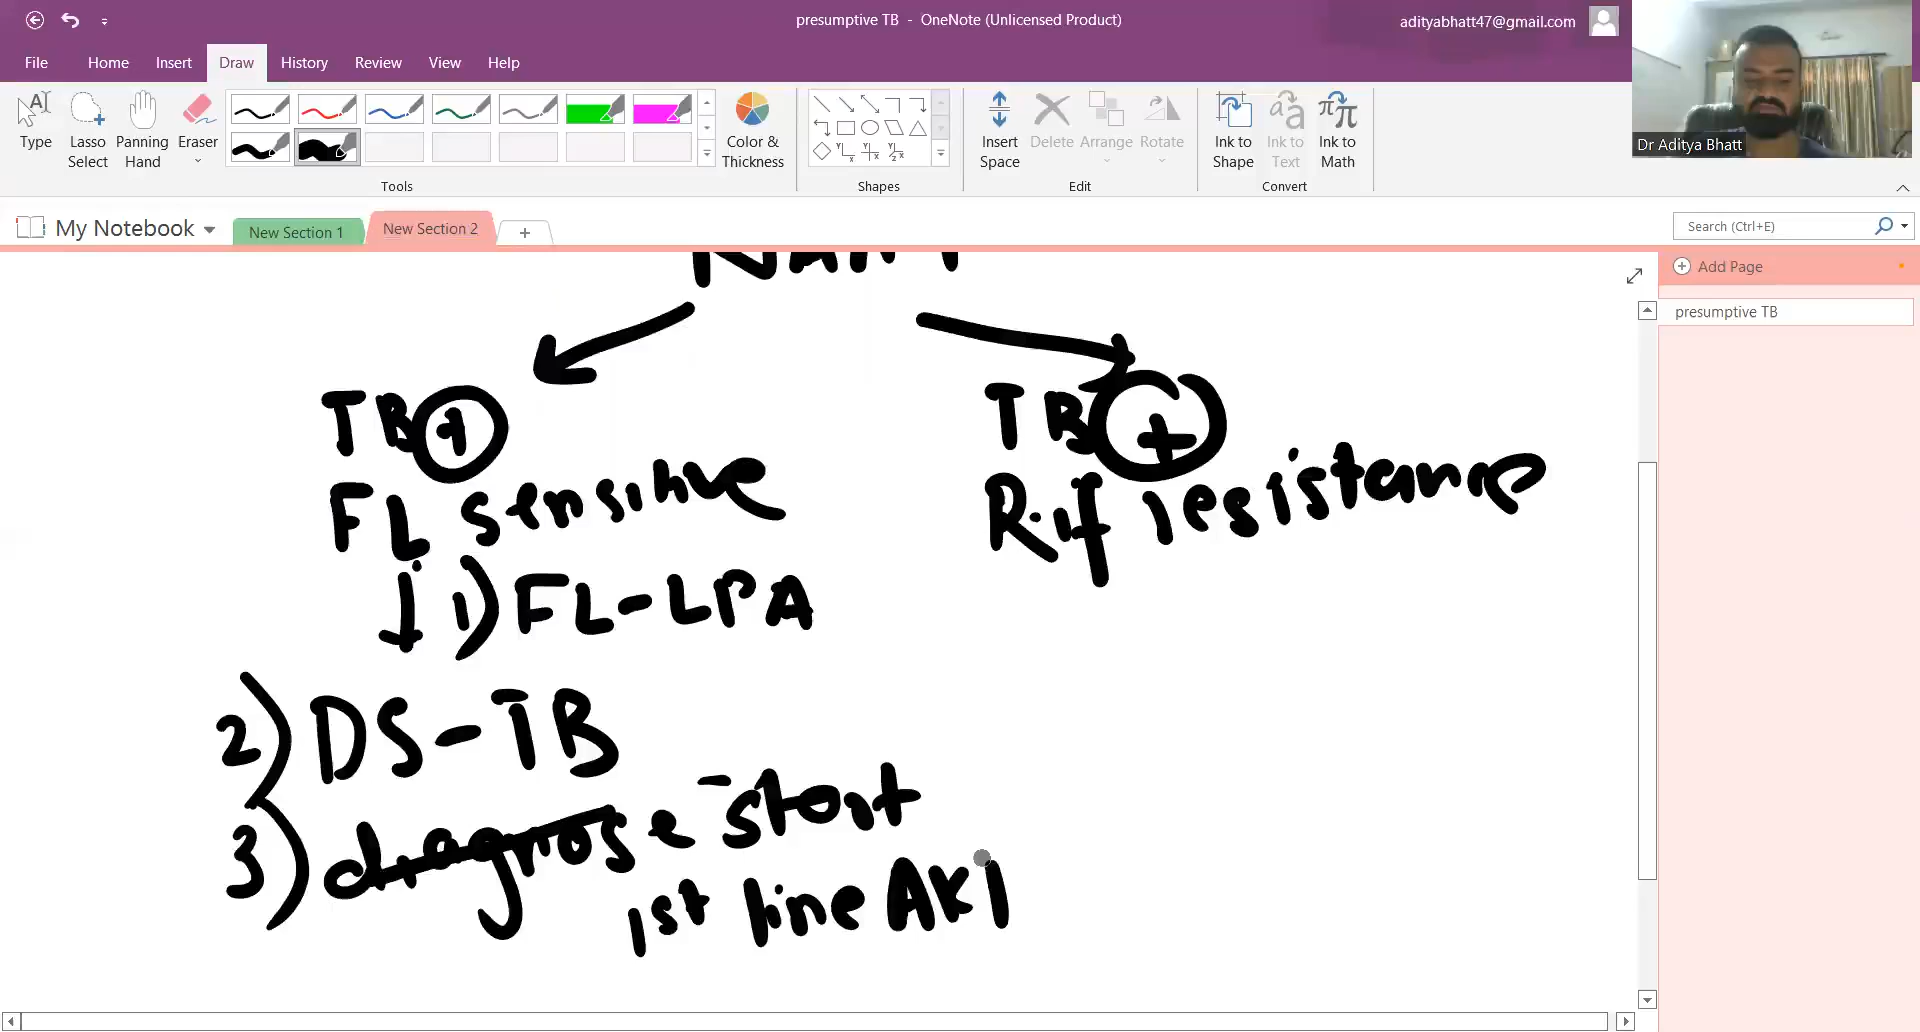 presumptive TB - OneNote (Unlicensed Product)
adityabhatt47@gmail.com
File Home Insert Draw History Review View Help
Type
Lasso Select
Panning Hand
Eraser
Color & Thickness
Insert Space
Delete
Arrange
Rotate
Ink to Shape
Ink to Text
Ink to Math
Tools Shapes Edit Convert
Dr Aditya Bhatt
My Notebook New Section 1 New Section 2
Search (Ctrl+E)
Add Page
presumptive TB
TB +
FL sensitive
1) FL-LPA
2) DS-TB
3) diagnose - start
1st line AK
TB +
Rif resistance